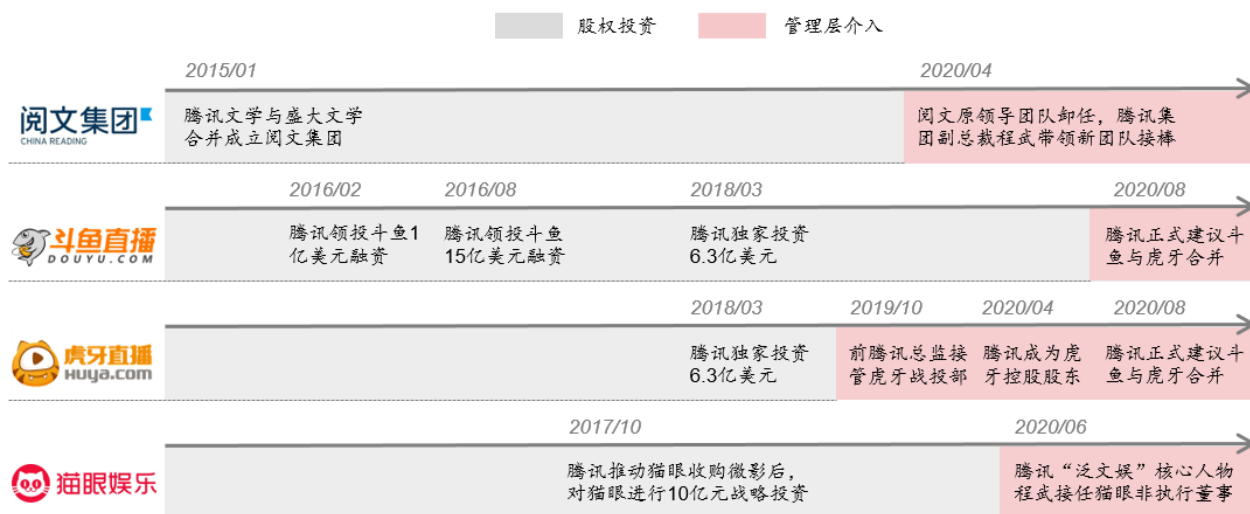 股权投资
管理层介入
2015/01
2020/04
阅文集团
CHINA READING
腾讯文学与盛大文学
合并成立阅文集团
阅文原领导团队卸任，腾讯集
团副总裁程武带领新团队接棒
2016/02
2016/08
2018/03
2020/08
斗鱼直播
DOUYU.COM
腾讯领投斗鱼1
亿美元融资
腾讯领投斗鱼
15亿美元融资
腾讯独家投资
6.3亿美元
腾讯正式建议斗
鱼与虎牙合并
2018/03
2019/10
2020/04
2020/08
虎牙直播
HUYA.com
腾讯独家投资
6.3亿美元
前腾讯总监接
管虎牙战投部
腾讯成为虎
牙控股股东
腾讯正式建议斗
鱼与虎牙合并
2017/10
2020/06
猫眼娱乐
腾讯推动猫眼收购微影后，
对猫眼进行10亿元战略投资
腾讯“泛文娱”核心人物
程武接任猫眼非执行董事